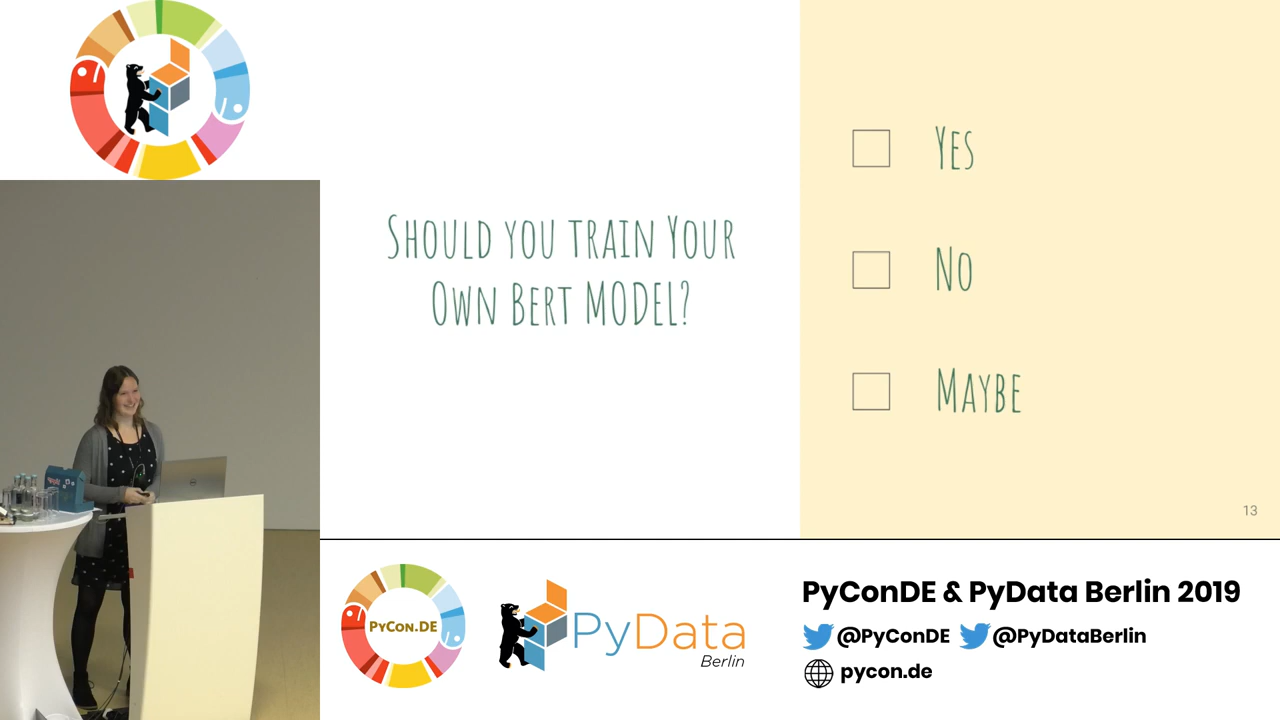 Should you train Your
Own Bert MODEL?
Yes
No
Maybe
13
PyCon.DE
PyData
Berlin
PyConDE & PyData Berlin 2019
@PyConDE @PyDataBerlin
pycon.de